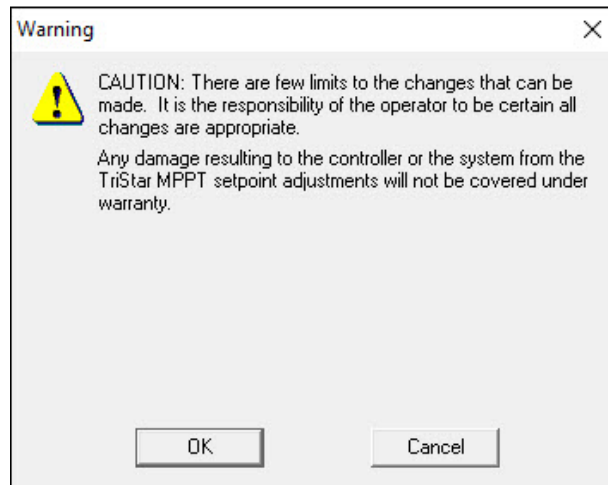 Warning
CAUTION: There are few limits to the changes that can be
made.  It is the responsibility of the operator to be certain all
changes are appropriate.
Any damage resulting to the controller or the system from the
TriStar MPPT setpoint adjustments will not be covered under
warranty.
OK
Cancel